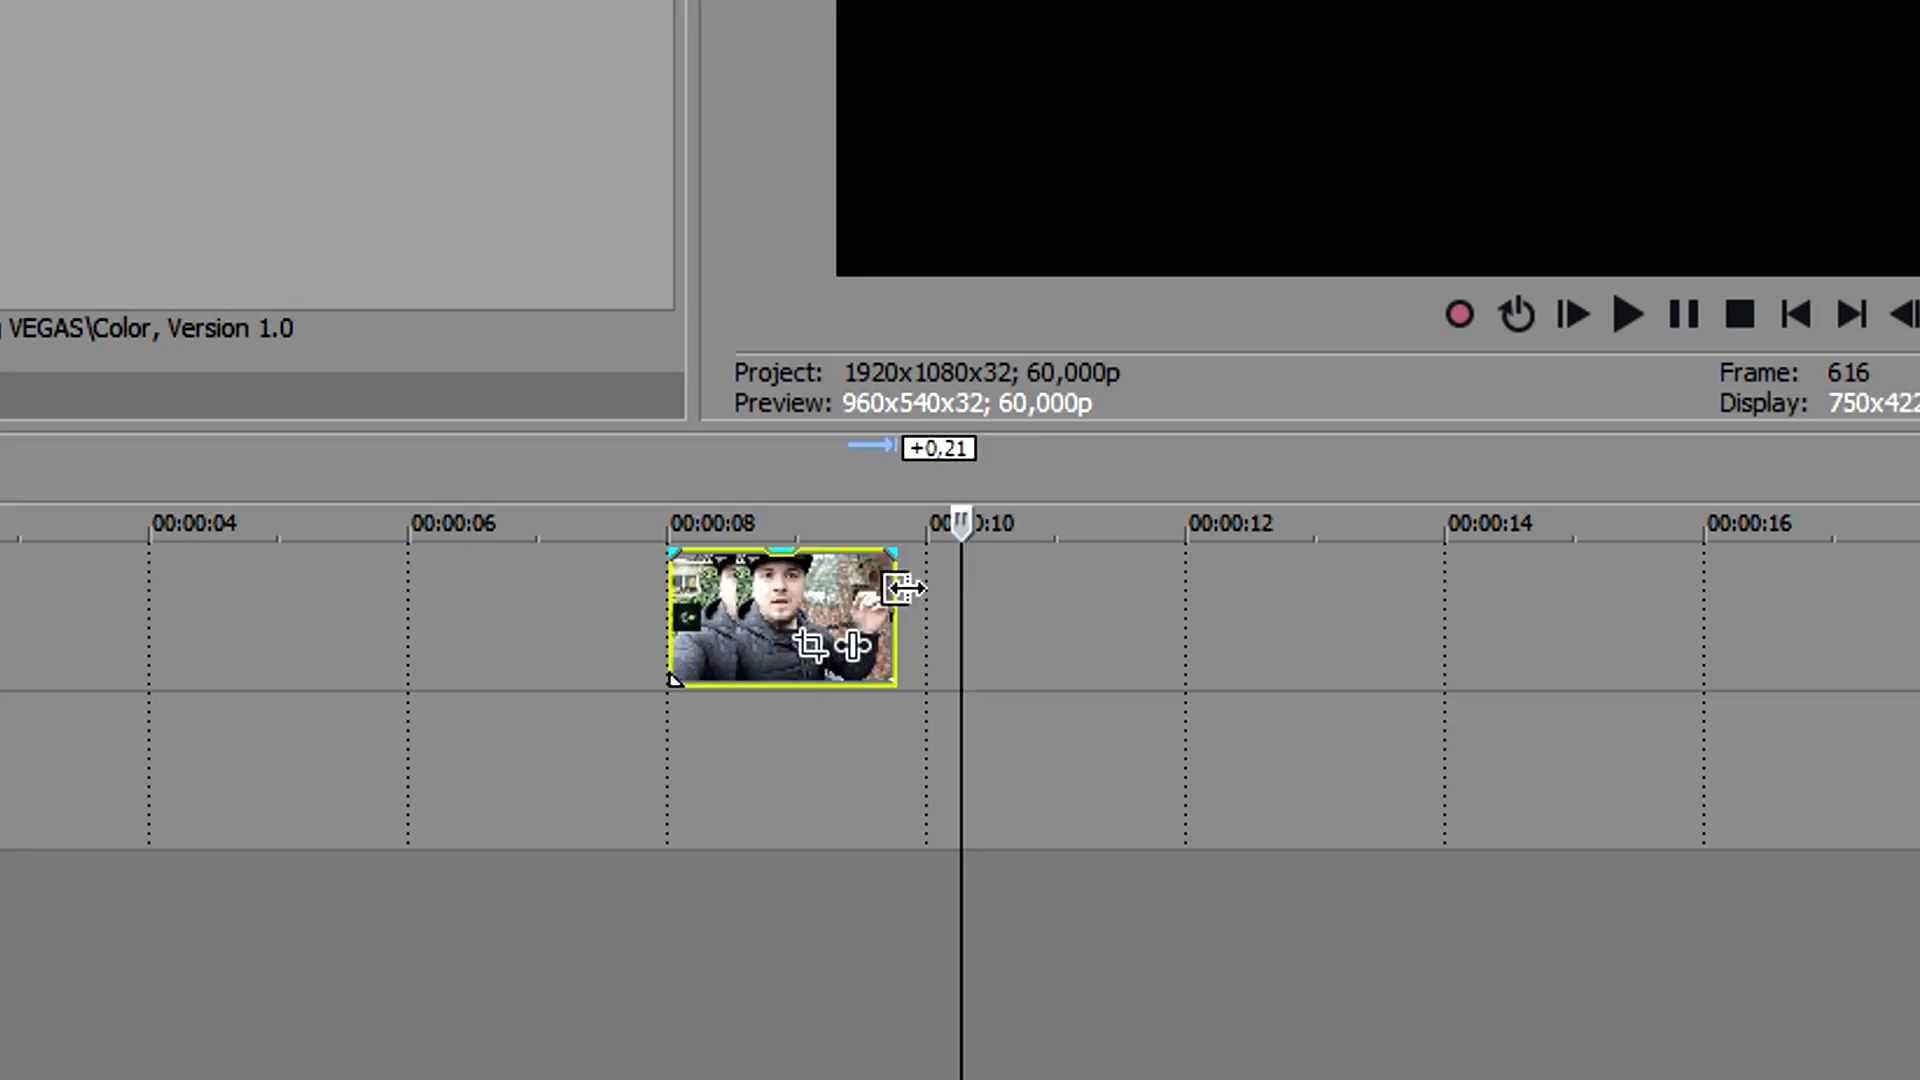 VEGAS\Color, Version 1.0
Project: 1920x1080x32; 60,000p
Frame: 616
Preview: 960x540x32; 60,000p
Display: 750x422
+0,21
00:00:04 00:00:06 00:00:08 :10 00:00:12 00:00:14 00:00:16